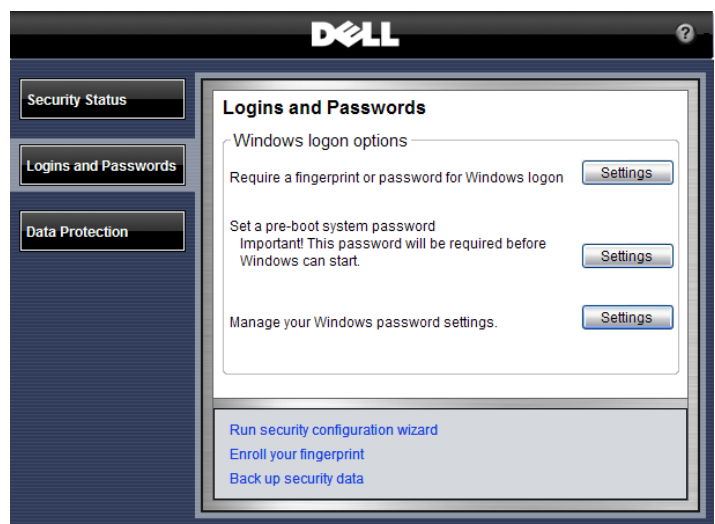 DELL
?
Security Status
Logins and Passwords
Data Protection
Logins and Passwords
Windows logon options
Require a fingerprint or password for Windows logon
Settings
Set a pre-boot system password
Important! This password will be required before
Windows can start.
Settings
Manage your Windows password settings.
Settings
Run security configuration wizard
Enroll your fingerprint
Back up security data